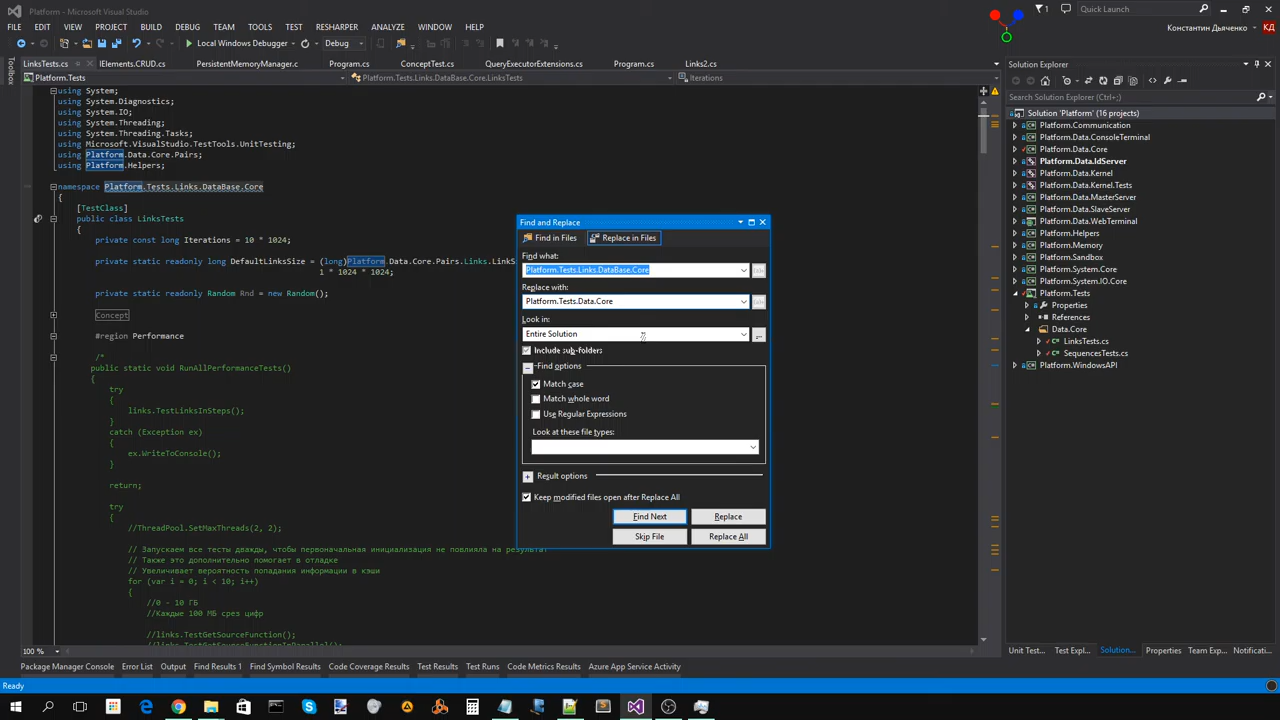 Platform - Microsoft Visual Studio
1
Quick Launch
FILE EDIT VIEW PROJECT BUILD DEBUG TEAM TOOLS TEST RESHARPER ANALYZE WINDOW HELP
Константин Дьяченко КД
Local Windows Debugger Debug
LinksTests.cs IElements.CRUD.cs PersistentMemoryManager.c Program.cs ConceptTest.cs QueryExecutorExtensions.cs Program.cs Links2.cs
Platform.Tests Platform.Tests.Links.DataBase.Core.LinksTests Iterations
Toolbox
using System;
using System.Diagnostics;
using System.IO;
using System.Threading;
using System.Threading.Tasks;
using Microsoft.VisualStudio.TestTools.UnitTesting;
using Platform.Data.Core.Pairs;
using Platform.Helpers;
namespace Platform.Tests.Links.DataBase.Core
{
[TestClass]
public class LinksTests
{
private const long Iterations = 10 * 1024;
private static readonly long DefaultLinksSize = (long)Platform.Data.Core.Pairs.Links.LinkS
1 * 1024 * 1024;
private static readonly Random Rnd = new Random();
Concept
#region Performance
/*
public static void RunAllPerformanceTests()
{
try
{
links.TestLinksInSteps();
}
catch (Exception ex)
{
ex.WriteToConsole();
}
return;
try
{
//ThreadPool.SetMaxThreads(2, 2);
// Запускаем все тесты дважды, чтобы первоначальная инициализация не повлияла на результат
// Также это дополнительно помогает в отладке
// Увеличивает вероятность попадания информации в кэши
for (var i = 0; i < 10; i++)
{
//0 - 10 ГБ
//Каждые 100 МБ срез цифр
//links.TestGetSourceFunction();
//links.TestGetSourceFunctionInParallel();
100 %
Find and Replace
Find in Files Replace in Files
Find what:
Platform.Tests.Links.DataBase.Core
Replace with:
Platform.Tests.Data.Core
Look in:
Entire Solution
...
Include sub-folders
Find options
Match case
Match whole word
Use Regular Expressions
Look at these file types:
Result options
Keep modified files open after Replace All
Find Next Replace
Skip File Replace All
Solution Explorer
Search Solution Explorer (Ctrl+;)
Solution 'Platform' (16 projects)
Platform.Communication
Platform.Data.ConsoleTerminal
Platform.Data.Core
Platform.Data.IdServer
Platform.Data.Kernel
Platform.Data.Kernel.Tests
Platform.Data.MasterServer
Platform.Data.SlaveServer
Platform.Data.WebTerminal
Platform.Helpers
Platform.Memory
Platform.Sandbox
System.Core
System.IO.Core
Platform.Tests
Properties
References
Data.Core
LinksTests.cs
SequencesTests.cs
Platform.WindowsAPI
Unit Test... Test Expl... Solution... Properties Team Exp... Notificati...
Package Manager Console Error List Output Find Results 1 Find Symbol Results Code Coverage Results Test Results Test Runs Code Metrics Results Azure App Service Activity
Ready